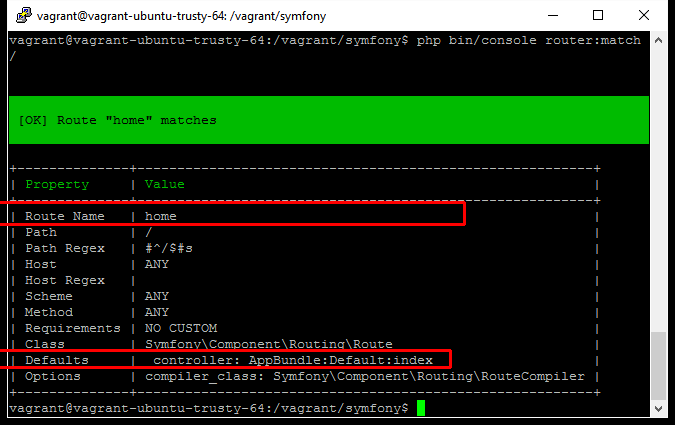 vagrant@vagrant-ubuntu-trusty-64: /vagrant/symfony
vagrant@vagrant-ubuntu-trusty-64:/vagrant/symfony$ php bin/console router:match
/
[OK] Route "home" matches
+--------------+---------------------------------------------------------+
| Property     | Value                                                   |
+--------------+---------------------------------------------------------+
| Route Name   | home                                                    |
| Path         | /                                                       |
| Path Regex   | #^/$#s                                                  |
| Host         | ANY                                                     |
| Host Regex   |                                                         |
| Scheme       | ANY                                                     |
| Method       | ANY                                                     |
| Requirements | NO CUSTOM                                               |
| Class        | Symfony\Component\Routing\Route                         |
| Defaults     | _controller: AppBundle:Default:index                    |
| Options      | compiler_class: Symfony\Component\Routing\RouteCompiler |
+--------------+---------------------------------------------------------+
vagrant@vagrant-ubuntu-trusty-64:/vagrant/symfony$